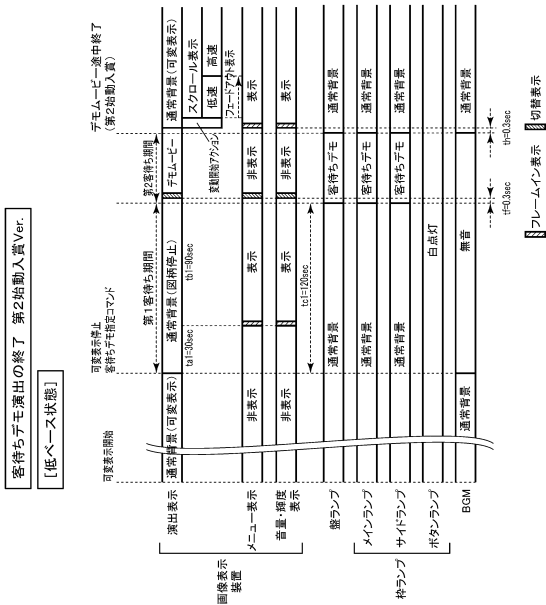 客待ちデモ演出の終了 第2始動入賞Ver.
[低ベース状態]
可変表示開始
可変表示停止
客待ちデモ指定コマンド
デモムービー途中終了
(第2始動入賞)
第1客待ち期間
第2客待ち期間
画像表示
装置
演出表示
通常背景(可変表示)
通常背景(図柄停止)
デモムービー
通常背景(可変表示)
スクロール表示
低速
高速
ta1=30sec
tb1=90sec
変動開始アクション
フェードアウト表示
メニュー表示
非表示
表示
非表示
表示
音量・輝度
表示
非表示
表示
非表示
表示
tc1=120sec
盤ランプ
通常背景
客待ちデモ
通常背景
枠ランプ
メインランプ
通常背景
客待ちデモ
通常背景
サイドランプ
通常背景
客待ちデモ
通常背景
ボタンランプ
白点灯
BGM
通常背景
無音
通常背景
tf=0.3sec
th=0.3sec
フレームイン表示
切替表示